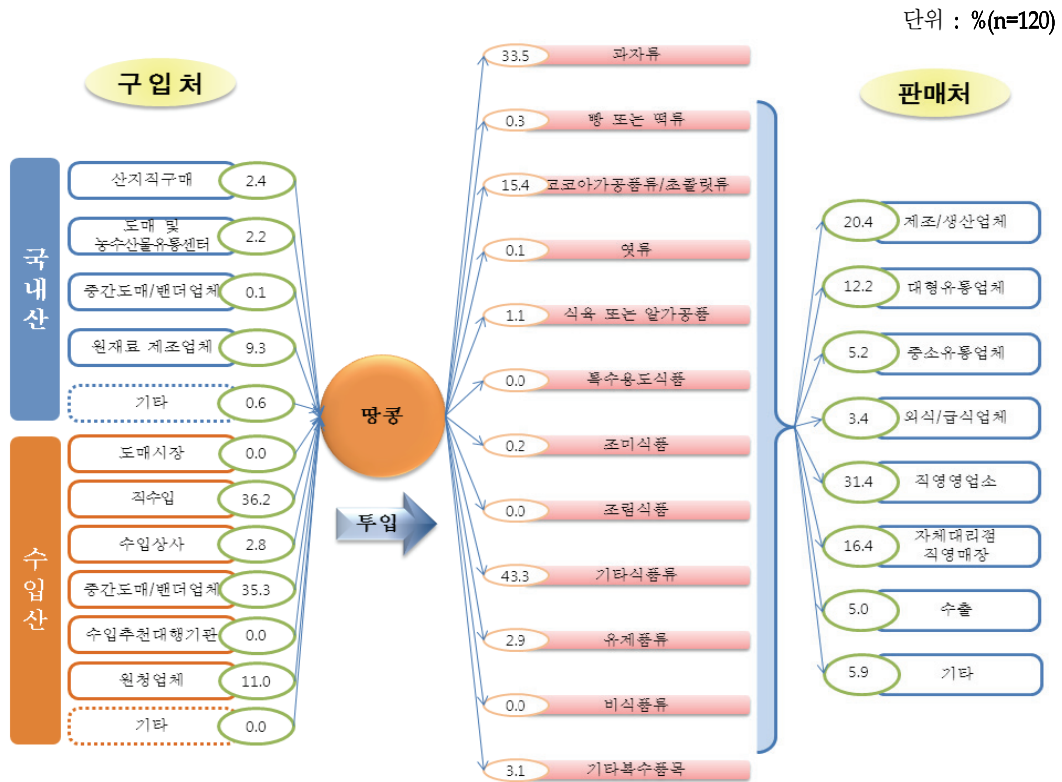 단위 : %(n=120)
구입처
국내산
산지직구매 2.4
도매 및
농수산물유통센터 2.2
중간도매/밴더업체 0.1
원재료 제조업체 9.3
기타 0.6
수입산
도매시장 0.0
직수입 36.2
수입상사 2.8
중간도매/밴더업체 35.3
수입추천대행기관 0.0
원청업체 11.0
기타 0.0
땅콩
투입
33.5 과자류
0.3 빵 또는 떡류
15.4 코코아가공품류/초콜릿류
0.1 엿류
1.1 식육 또는 알가공품
0.0 복수용도식품
0.2 조미식품
0.0 조림식품
43.3 기타식품류
2.9 유제품류
0.0 비식품류
3.1 기타복수품목
판매처
20.4 제조/생산업체
12.2 대형유통업체
5.2 중소유통업체
3.4 외식/급식업체
31.4 직영영업소
16.4 자체대리점
직영매장
5.0 수출
5.9 기타